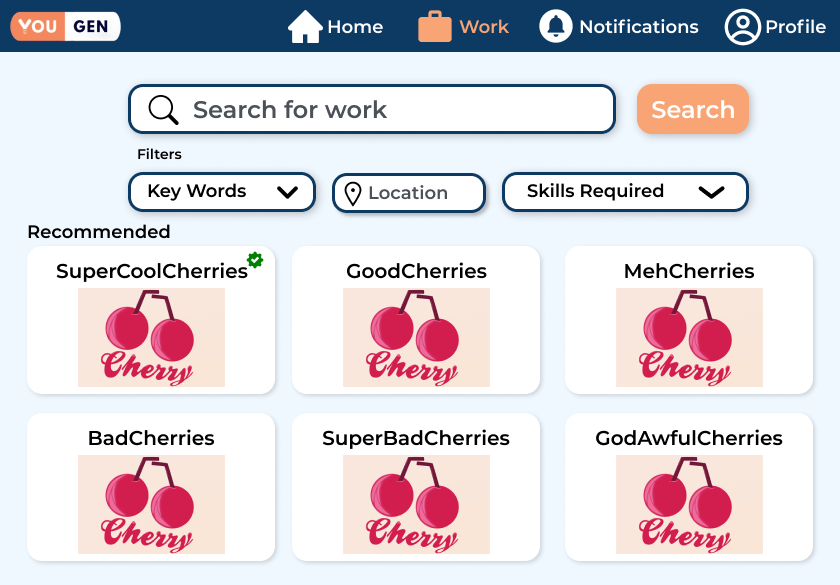 YOU GEN Home Work Notifications Profile
Search for work Search
Filters
Key Words Location Skills Required
Recommended
SuperCoolCherries GoodCherries MehCherries
Cherry Cherry Cherry
BadCherries SuperBadCherries GodAwfulCherries
Cherry Cherry Cherry